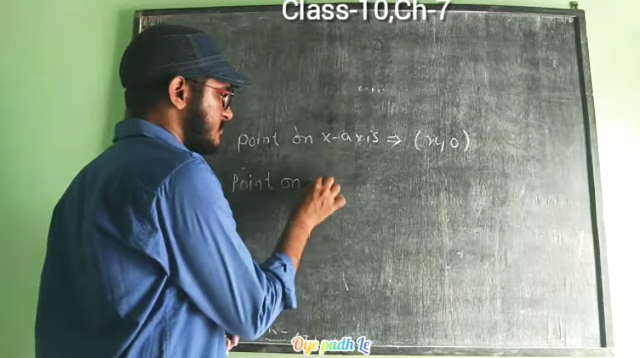 Class-10,Ch-7
Point on x-axis ⇒ (x,0)
Point on
Oye padh Le